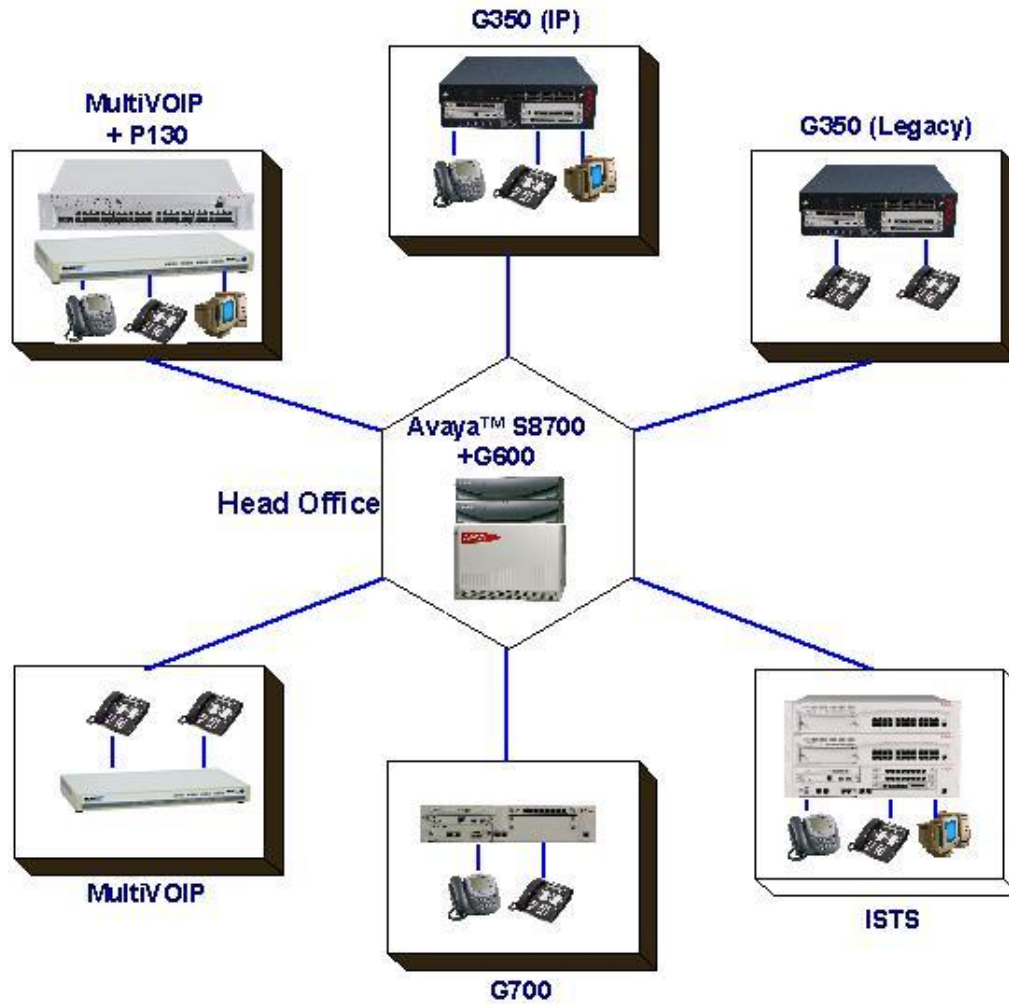 G350 (IP)
MultiVOIP
+ P130
G350 (Legacy)
Avaya™ S8700
+G600
Head Office
MultiVOIP
G700
ISTS